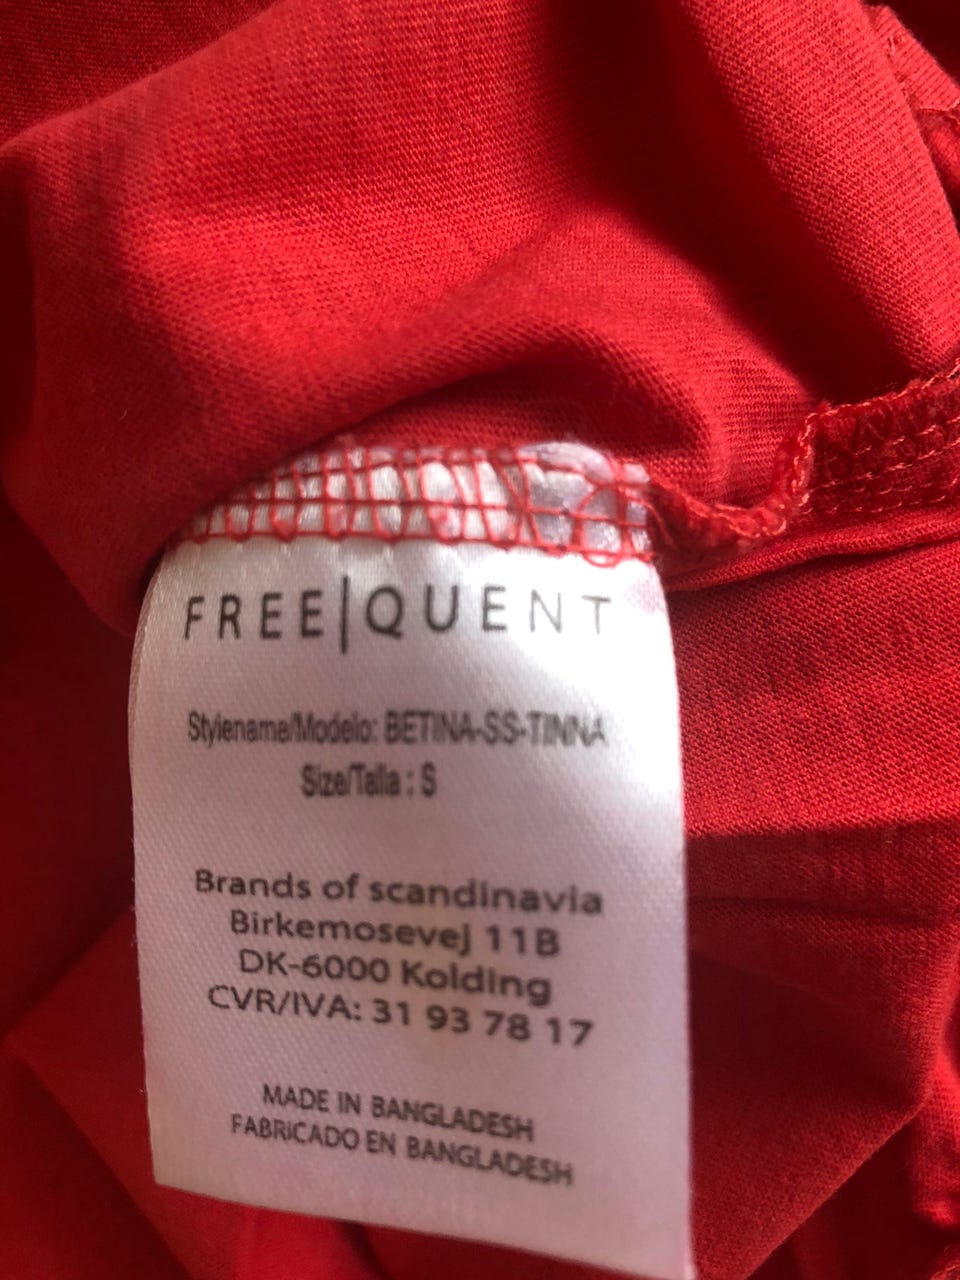 FREE|QUENT
Stylename/Modelo: BETINA-SS-TINNA
Size/Talla : S
Brands of scandinavia
Birkemosevej 11B
DK-6000 Kolding
CVR/IVA: 31 93 78 17
MADE IN BANGLADESH
FABRICADO EN BANGLADESH